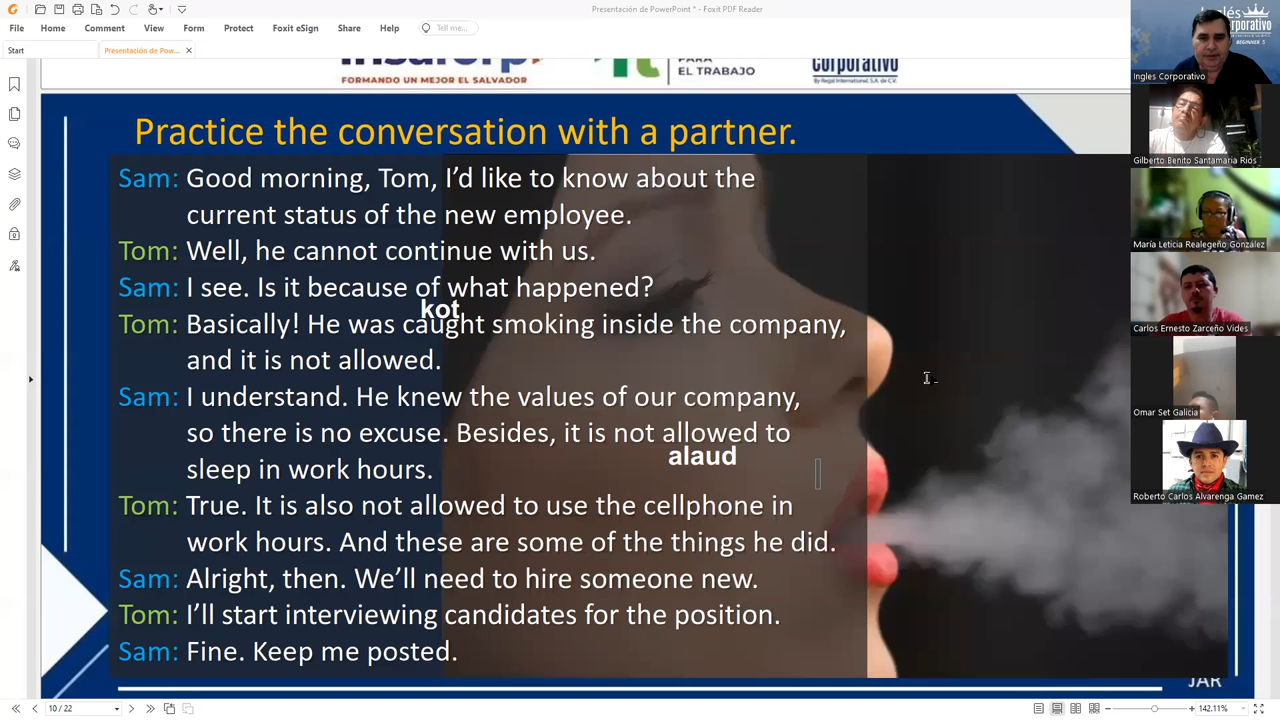 Presentación de PowerPoint * - Foxit PDF Reader
File Home Comment View Form Protect Foxit eSign Share Help Tell me...
Start Presentación de Pow...
FORMANDO UN MEJOR EL SALVADOR
PARA
EL TRABAJO
corporativo
By Regal International, S.A. de C.V.
Practice the conversation with a partner.
Sam: Good morning, Tom, I'd like to know about the
current status of the new employee.
Tom: Well, he cannot continue with us.
Sam: I see. Is it because of what happened?
kot
Tom: Basically! He was caught smoking inside the company,
and it is not allowed.
Sam: I understand. He knew the values of our company,
so there is no excuse. Besides, it is not allowed to
alaud
sleep in work hours.
Tom: True. It is also not allowed to use the cellphone in
work hours. And these are some of the things he did.
Sam: Alright, then. We'll need to hire someone new.
Tom: I'll start interviewing candidates for the position.
Sam: Fine. Keep me posted.
JAR
BEGINNER 5
Ingles Corporativo
Gilberto Benito Santamaria Rios
María Leticia Realegeño González
Carlos Ernesto Zarceño Vides
Omar Set Galicia
Roberto Carlos Alvarenga Gamez
10 / 22
142.11%